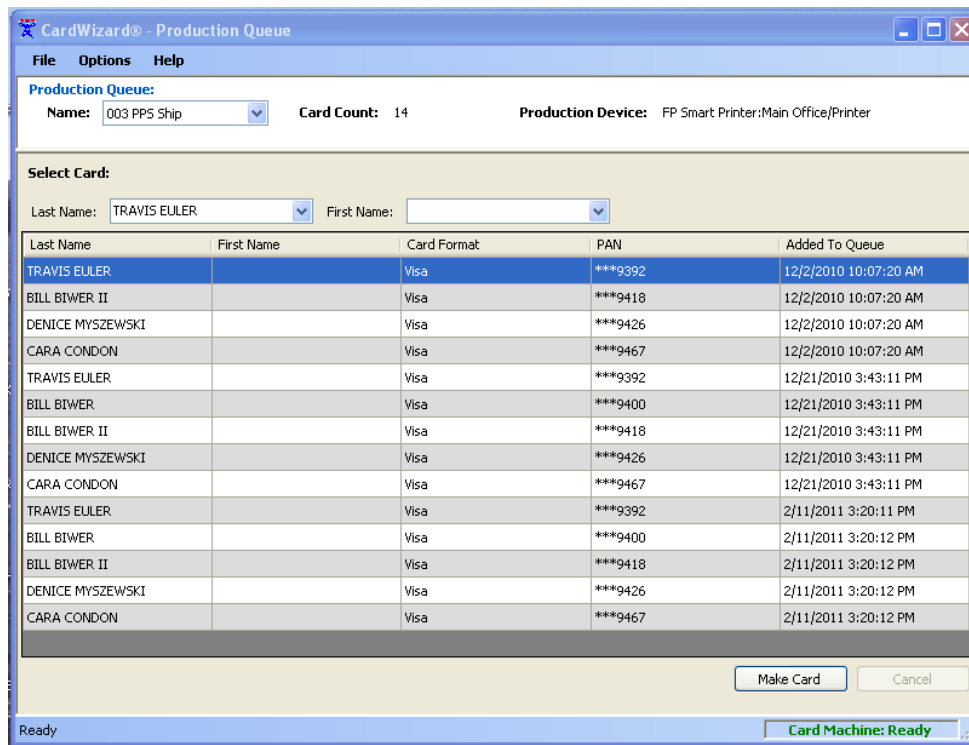 CardWizard® - Production Queue
File Options Help
Production Queue:
Name: 003 PPS Ship Card Count: 14 Production Device: FP Smart Printer:Main Office/Printer
Select Card:
Last Name: TRAVIS EULER First Name:
Last Name First Name Card Format PAN Added To Queue
TRAVIS EULER Visa ***9392 12/2/2010 10:07:20 AM
BILL BIWER II Visa ***9418 12/2/2010 10:07:20 AM
DENICE MYSZEWSKI Visa ***9426 12/2/2010 10:07:20 AM
CARA CONDON Visa ***9467 12/2/2010 10:07:20 AM
TRAVIS EULER Visa ***9392 12/21/2010 3:43:11 PM
BILL BIWER Visa ***9400 12/21/2010 3:43:11 PM
BILL BIWER II Visa ***9418 12/21/2010 3:43:11 PM
DENICE MYSZEWSKI Visa ***9426 12/21/2010 3:43:11 PM
CARA CONDON Visa ***9467 12/21/2010 3:43:11 PM
TRAVIS EULER Visa ***9392 2/11/2011 3:20:11 PM
BILL BIWER Visa ***9400 2/11/2011 3:20:12 PM
BILL BIWER II Visa ***9418 2/11/2011 3:20:12 PM
DENICE MYSZEWSKI Visa ***9426 2/11/2011 3:20:12 PM
CARA CONDON Visa ***9467 2/11/2011 3:20:12 PM
Make Card Cancel
Ready Card Machine: Ready